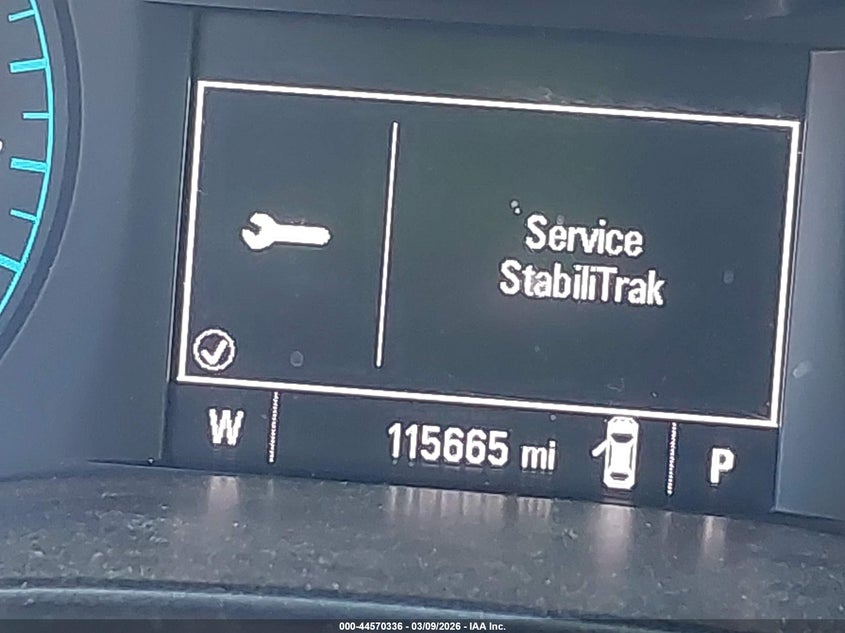 Service
StabiliTrak
W
115665 mi
P
000-44570336 - 03/09/2026 - IAA Inc.